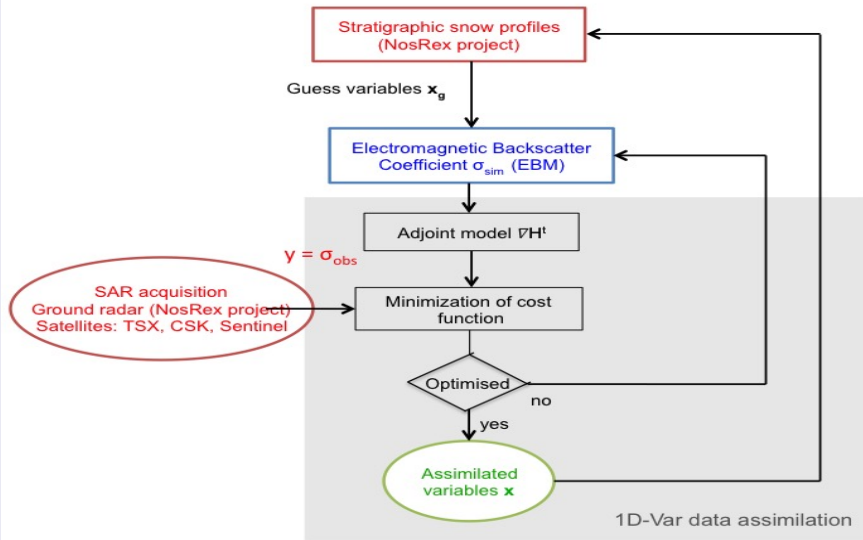 Stratigraphic snow profiles
(NosRex project)
Guess variables xg
Electromagnetic Backscatter
Coefficient σsim (EBM)
Adjoint model ∇Hᵗ
y = σobs
SAR acquisition
Ground radar (NosRex project)
Satellites: TSX, CSK, Sentinel
Minimization of cost
function
Optimised
no
yes
Assimilated
variables x
1D-Var data assimilation